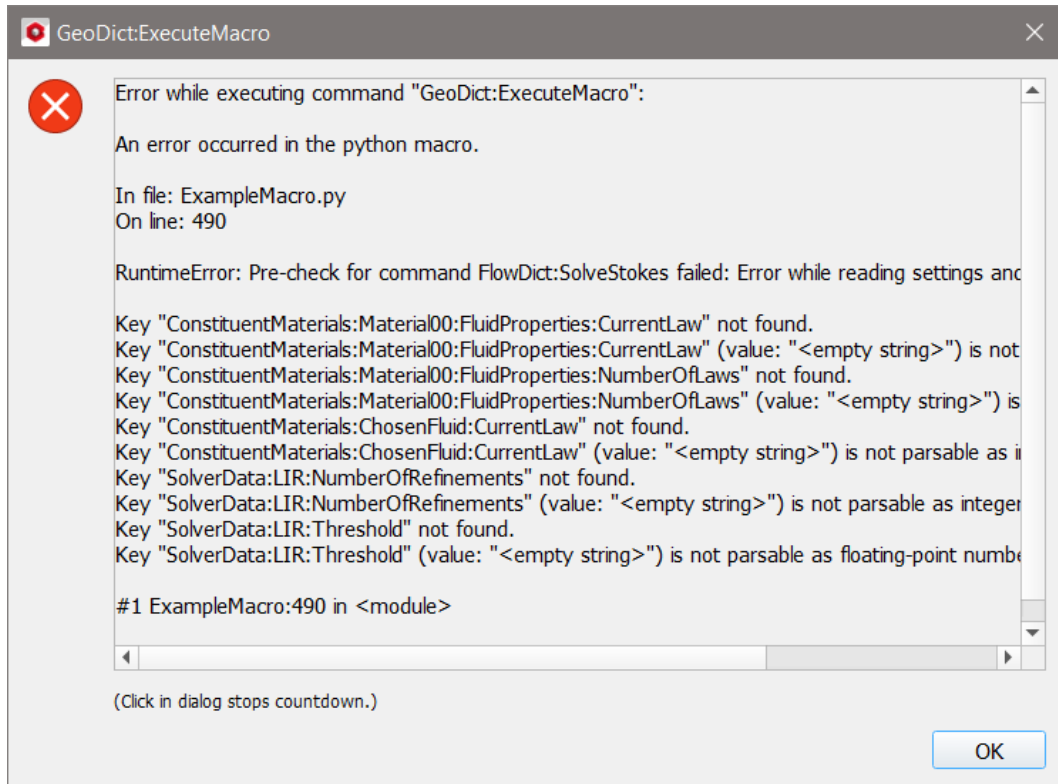 GeoDict:ExecuteMacro
Error while executing command "GeoDict:ExecuteMacro":
An error occurred in the python macro.
In file: ExampleMacro.py
On line: 490
RuntimeError: Pre-check for command FlowDict:SolveStokes failed: Error while reading settings and
Key "ConstituentMaterials:Material00:FluidProperties:CurrentLaw" not found.
Key "ConstituentMaterials:Material00:FluidProperties:CurrentLaw" (value: "<empty string>") is not
Key "ConstituentMaterials:Material00:FluidProperties:NumberOfLaws" not found.
Key "ConstituentMaterials:Material00:FluidProperties:NumberOfLaws" (value: "<empty string>") is
Key "ConstituentMaterials:ChosenFluid:CurrentLaw" not found.
Key "ConstituentMaterials:ChosenFluid:CurrentLaw" (value: "<empty string>") is not parsable as
Key "SolverData:LIR:NumberOfRefinements" not found.
Key "SolverData:LIR:NumberOfRefinements" (value: "<empty string>") is not parsable as integer
Key "SolverData:LIR:Threshold" not found.
Key "SolverData:LIR:Threshold" (value: "<empty string>") is not parsable as floating-point
#1 ExampleMacro:490 in <module>
(Click in dialog stops countdown.)
OK